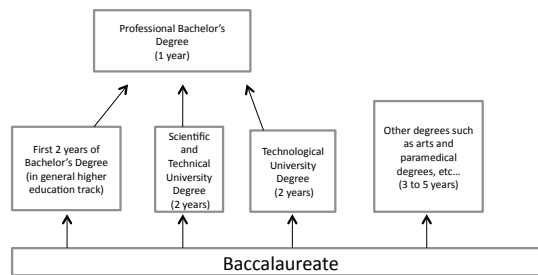 Professional Bachelor's
Degree
(1 year)
First 2 years of
Bachelor's Degree
(in general higher
education track)
Scientific
and
Technical
University
Degree
(2 years)
Technological
University
Degree
(2 years)
Other degrees such
as arts and
paramedical
degrees, etc...
(3 to 5 years)
Baccalaureate